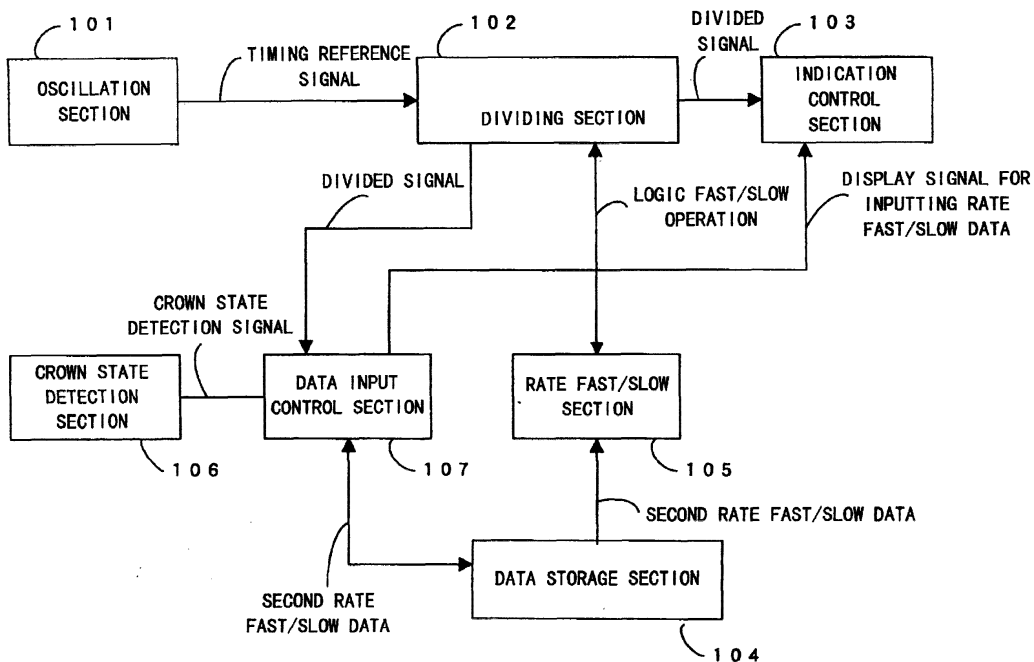 101
102
DIVIDED
SIGNAL
103
TIMING REFERENCE
SIGNAL
OSCILLATION
SECTION
DIVIDING SECTION
INDICATION
CONTROL
SECTION
DIVIDED SIGNAL
LOGIC FAST/SLOW
OPERATION
DISPLAY SIGNAL FOR
INPUTTING RATE
FAST/SLOW DATA
CROWN STATE
DETECTION SIGNAL
CROWN STATE
DETECTION
SECTION
DATA INPUT
CONTROL SECTION
RATE FAST/SLOW
SECTION
106
107
105
SECOND RATE FAST/SLOW DATA
DATA STORAGE SECTION
SECOND RATE
FAST/SLOW DATA
104